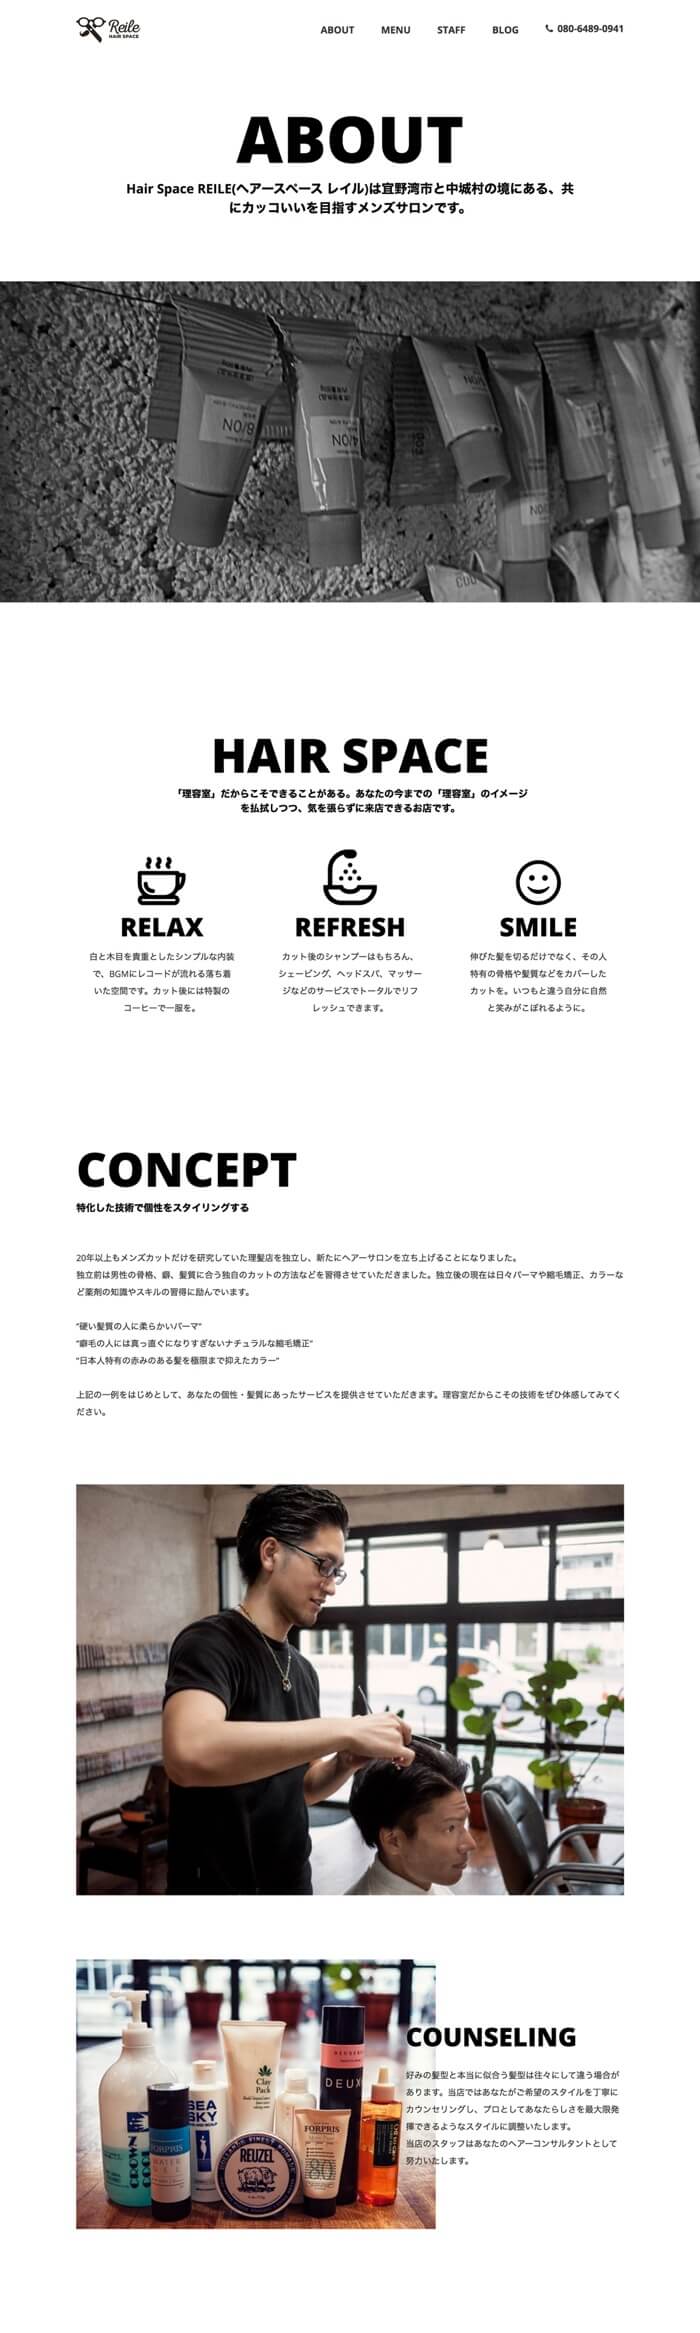 Reile
HAIR SPACE
ABOUT MENU STAFF BLOG 080-6489-0941
ABOUT
Hair Space REILE(ヘアースペース レイル)は宜野湾市と中城村の境にある、共
にカッコいいを目指すメンズサロンです。
8/ON
4/ON
HAIR SPACE
「理容室」だからこそできることがある。あなたの今までの「理容室」のイメージ
を払拭しつつ、気を張らずに来店できるお店です。
RELAX
白と木目を貴重としたシンプルな内装
で、BGMにレコードが流れる落ち着
いた空間です。カット後には特製の
コーヒーで一服を。
REFRESH
カット後のシャンプーはもちろん、
シェービング、ヘッドスパ、マッサー
ジなどのサービスでトータルでリフ
レッシュできます。
SMILE
伸びた髪を切るだけでなく、その人
特有の骨格や髪質などをカバーした
カットを。いつもと違う自分に自然
と笑みがこぼれるように。
CONCEPT
特化した技術で個性をスタイリングする
20年以上もメンズカットだけを研究していた理髪店を独立し、新たにヘアーサロンを立ち上げることになりました。
独立前は男性の骨格、癖、髪質に合う独自のカットの方法などを習得させていただきました。独立後の現在は日々パーマや縮毛矯正、カラーな
ど薬剤の知識やスキルの習得に励んでいます。
“硬い髪質の人に柔らかいパーマ”
“癖毛の人には真っ直ぐになりすぎないナチュラルな縮毛矯正”
“日本人特有の赤みのある髪を極限まで抑えたカラー”
上記の一例をはじめとして、あなたの個性・髪質にあったサービスを提供させていただきます。理容室だからこその技術をぜひ体感してみてく
ださい。
CROWN
FORPRIS
WATER
SEA
SKY
Clay
Pack
REUZEL
FORPRIS
80
DEUX
COUNSELING
好みの髪型と本当に似合う髪型は往々にして違う場合が
あります。当店ではあなたがご希望のスタイルを丁寧に
カウンセリングし、プロとしてあなたらしさを最大限発
揮できるようなスタイルに調整いたします。
当店のスタッフはあなたのヘアーコンサルタントとして
努力いたします。